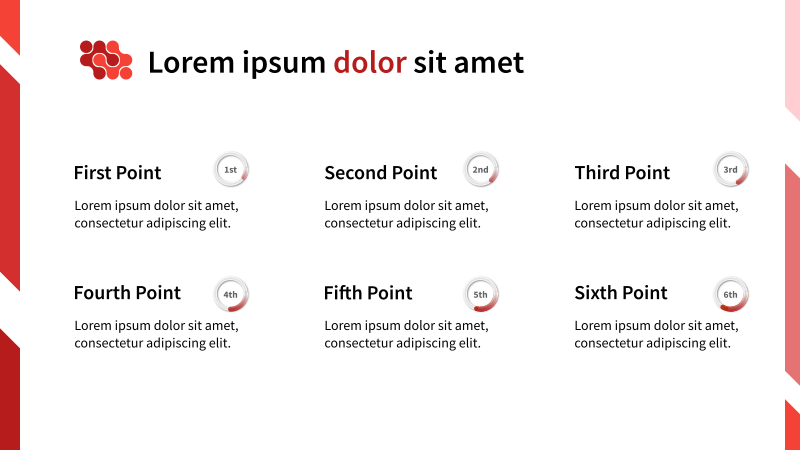 Lorem ipsum dolor sit amet
First Point
1st
Lorem ipsum dolor sit amet,
consectetur adipiscing elit.
Second Point
2nd
Lorem ipsum dolor sit amet,
consectetur adipiscing elit.
Third Point
3rd
Lorem ipsum dolor sit amet,
consectetur adipiscing elit.
Fourth Point
4th
Lorem ipsum dolor sit amet,
consectetur adipiscing elit.
Fifth Point
5th
Lorem ipsum dolor sit amet,
consectetur adipiscing elit.
Sixth Point
6th
Lorem ipsum dolor sit amet,
consectetur adipiscing elit.